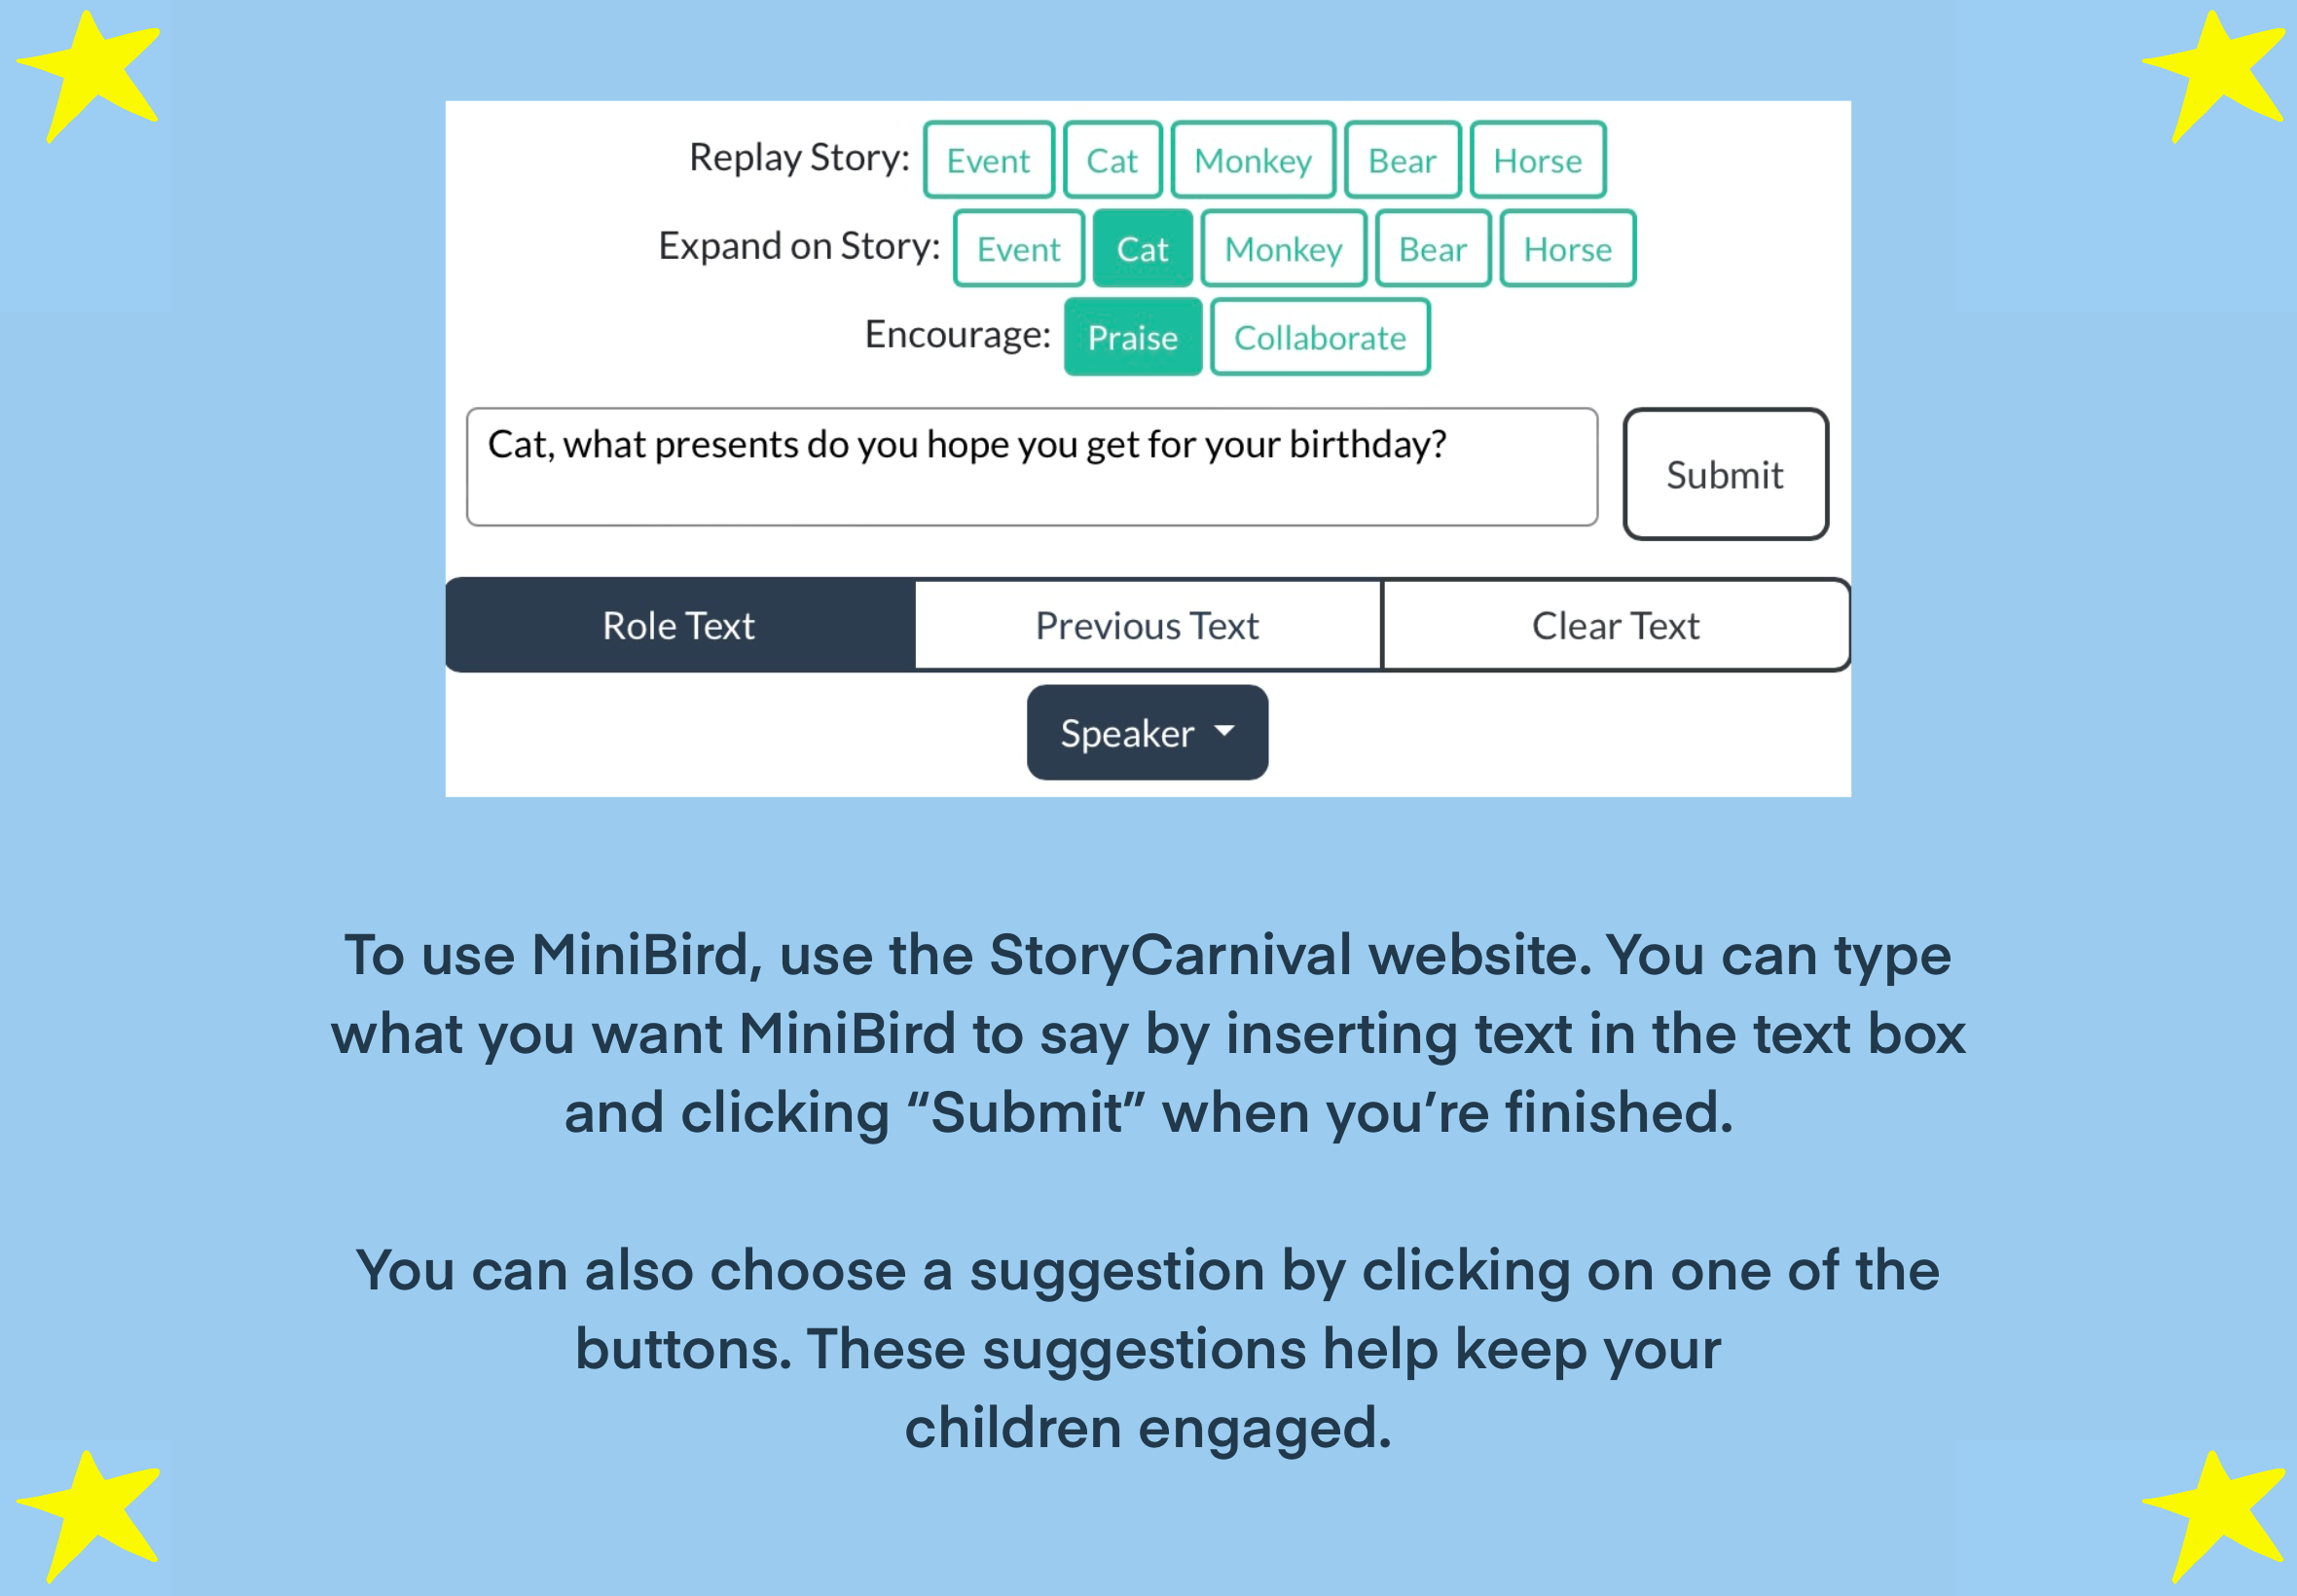 Replay Story: Event Cat Monkey Bear Horse
Expand on Story: Event Cat Monkey Bear Horse
Encourage: Praise Collaborate
Cat, what presents do you hope you get for your birthday?
Submit
Role Text Previous Text Clear Text
Speaker
To use MiniBird, use the StoryCarnival website. You can type
what you want MiniBird to say by inserting text in the text box
and clicking “Submit” when you’re finished.
You can also choose a suggestion by clicking on one of the
buttons. These suggestions help keep your
children engaged.